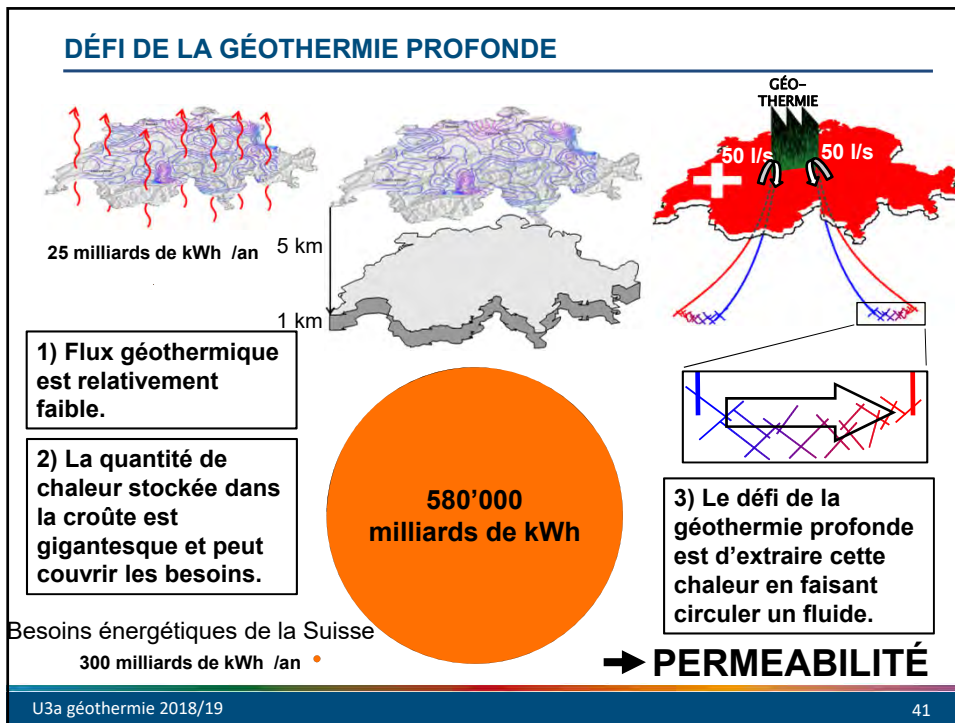 DÉFI DE LA GÉOTHERMIE PROFONDE
25 milliards de kWh /an
5 km
1 km
GÉO-
THERMIE
50 l/s
50 l/s
1) Flux géothermique
est relativement
faible.
2) La quantité de
chaleur stockée dans
la croûte est
gigantesque et peut
couvrir les besoins.
580’000
milliards de kWh
3) Le défi de la
géothermie profonde
est d’extraire cette
chaleur en faisant
circuler un fluide.
Besoins énergétiques de la Suisse
300 milliards de kWh /an
PERMEABILITÉ
U3a géothermie 2018/19
41